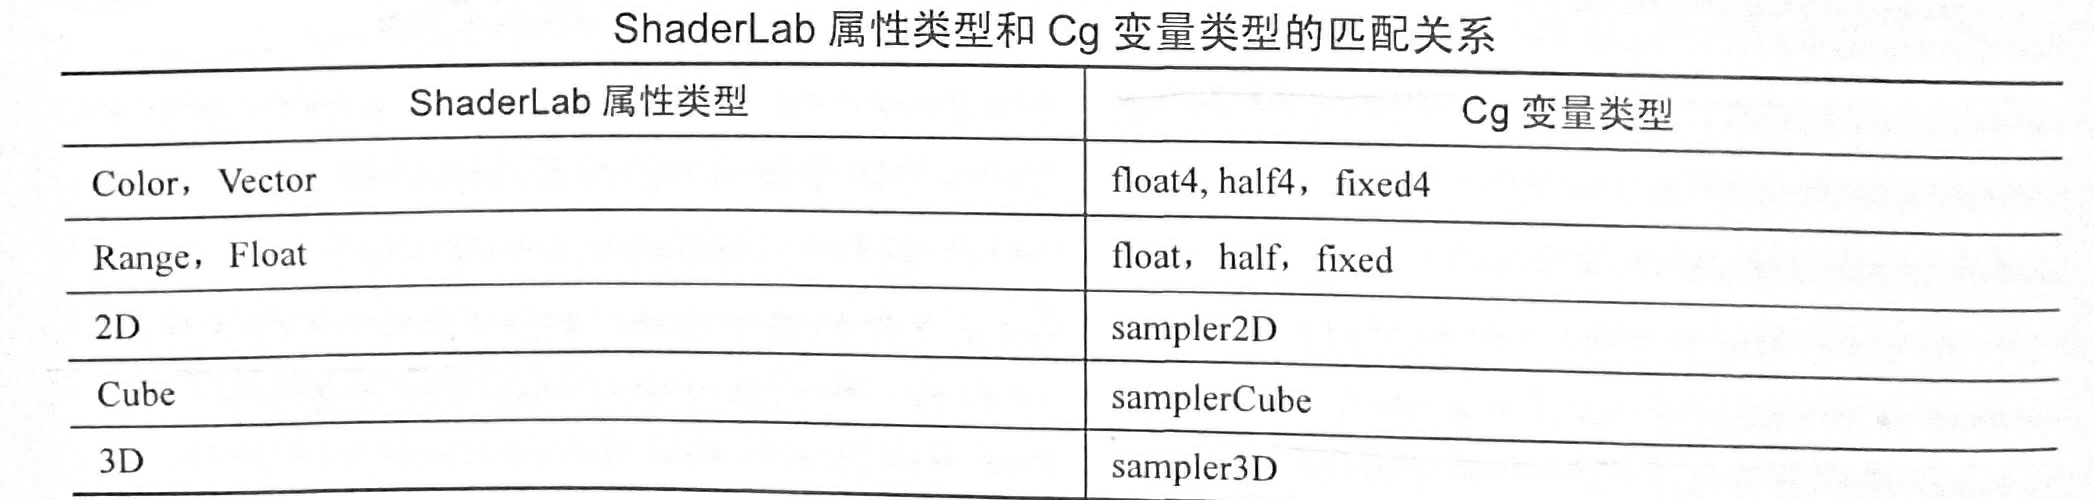 ShaderLab 属性类型和 Cg 变量类型的匹配关系
ShaderLab 属性类型 Cg 变量类型
Color，Vector float4, half4，fixed4
Range，Float float，half，fixed
2D sampler2D
Cube samplerCube
3D sampler3D